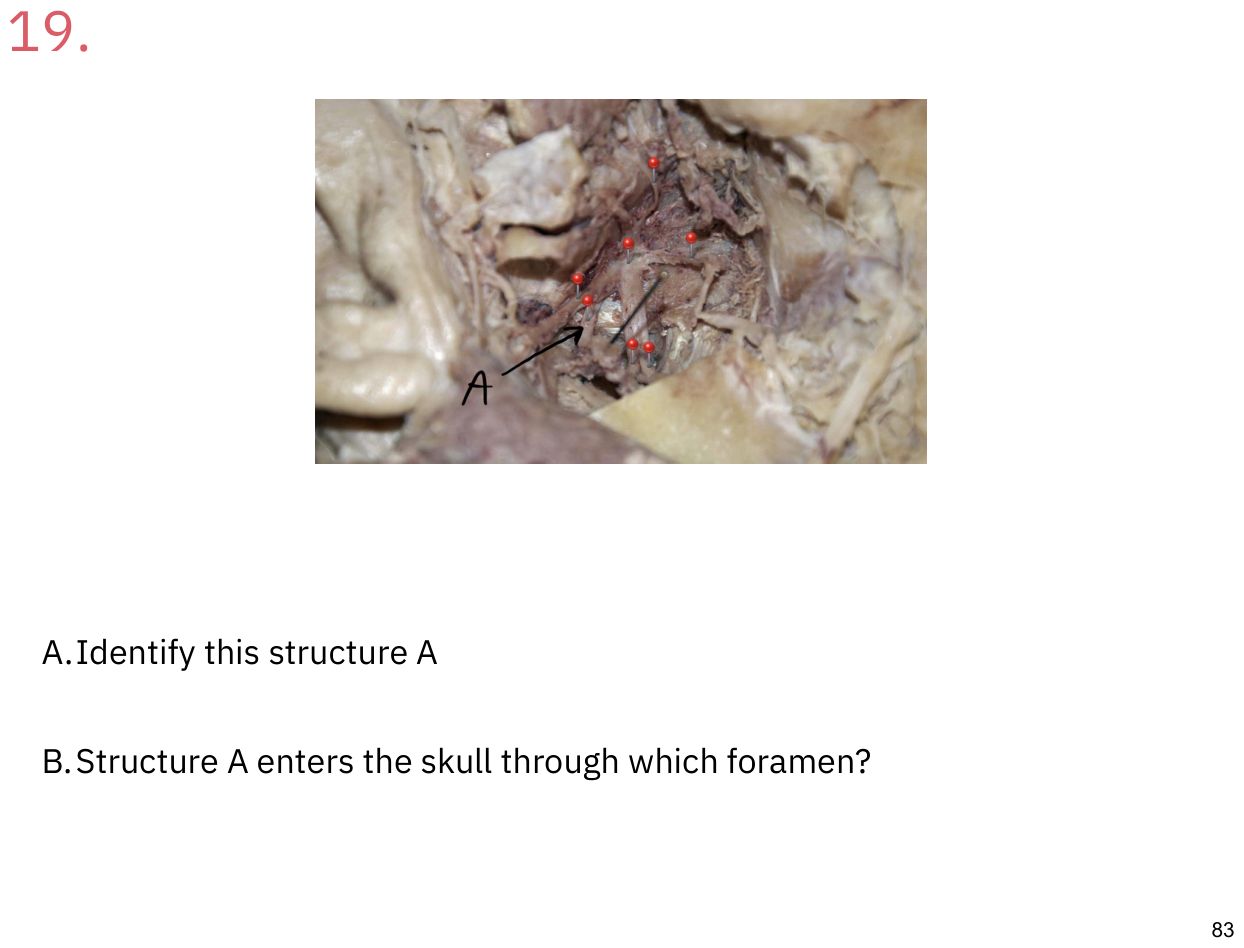 19.
A
A. Identify this structure A
B. Structure A enters the skull through which foramen?
83